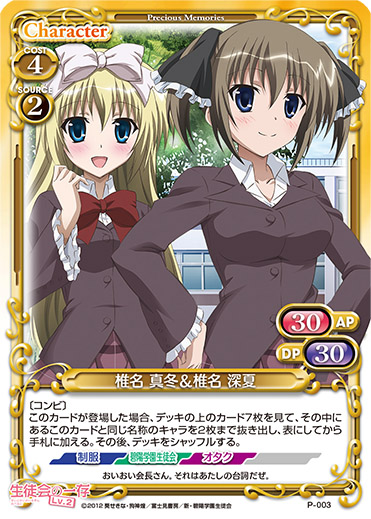 Precious Memories
Character
COST
4
SOURCE
2
30 AP
DP 30
椎名 真冬&椎名 深夏
［コンビ］
このカードが登場した場合、デッキの上のカード7枚を見て、その中に
あるこのカードと同じ名称のキャラを2枚まで抜き出し、表にしてから
手札に加える。その後、デッキをシャッフルする。
制服 碧陽学園生徒会 オタク
おいおい会長さん。それはあたしの台詞だぜ。
生徒会の一存
Lv.2
©2012 葵せきな・狗神煌／富士見書房／新・碧陽学園生徒会
P-003